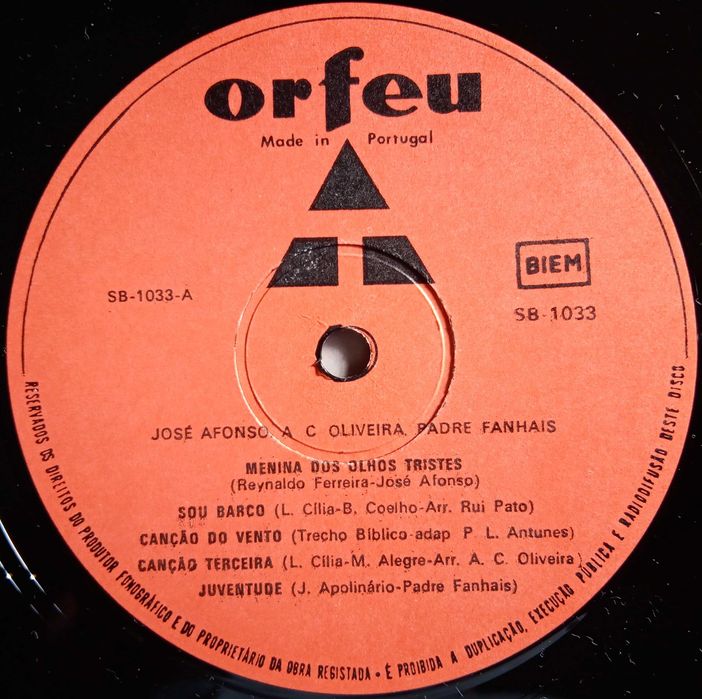 orfeu
Made in Portugal
BIEM
SB-1033-A
SB-1033
JOSÉ AFONSO, A. C. OLIVEIRA, PADRE FANHAIS
MENINA DOS OLHOS TRISTES
(Reynaldo Ferreira-José Afonso)
SOU BARCO (L. Cília-B. Coelho-Arr. Rui Pato)
CANÇÃO DO VENTO (Trecho Bíblico-adap P. L. Antunes)
CANÇÃO TERCEIRA (L. Cília-M. Alegre-Arr. A. C. Oliveira)
JUVENTUDE (J. Apolinário-Padre Fanhais)
RESERVADOS OS DIREITOS DO PRODUTOR FONOGRÁFICO E DO PROPRIETÁRIO DA OBRA REGISTADA • É PROIBIDA A DUPLICAÇÃO, EXECUÇÃO PÚBLICA E RADIODIFUSÃO DESTE DISCO